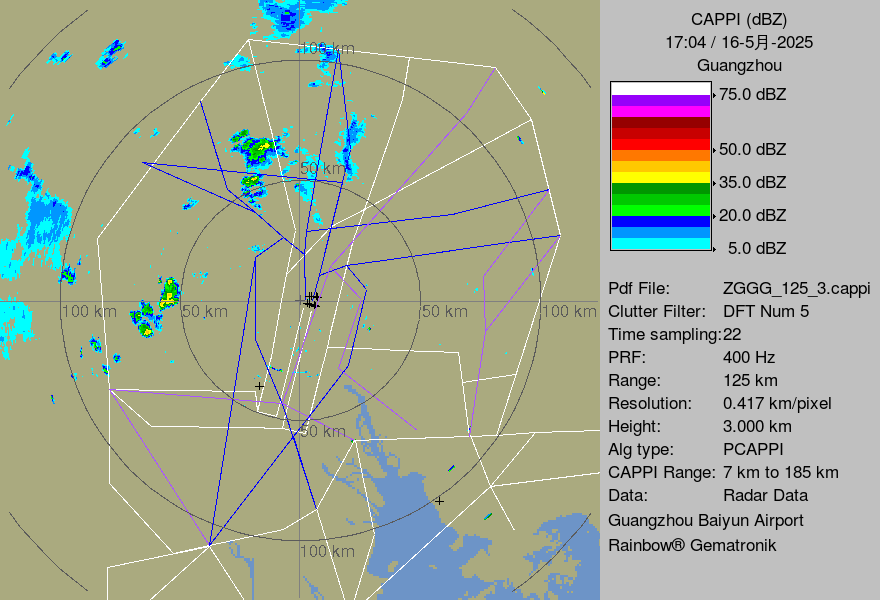 CAPPI (dBZ)
17:04 / 16-5月-2025
Guangzhou
75.0 dBZ
50.0 dBZ
35.0 dBZ
20.0 dBZ
5.0 dBZ
Pdf File: ZGGG_125_3.cappi
Clutter Filter: DFT Num 5
Time sampling:22
PRF: 400 Hz
Range: 125 km
Resolution: 0.417 km/pixel
Height: 3.000 km
Alg type: PCAPPI
CAPPI Range: 7 km to 185 km
Data: Radar Data
Guangzhou Baiyun Airport
Rainbow® Gematronik
100 km
50 km
100 km
50 km
50 km
100 km
50 km
100 km